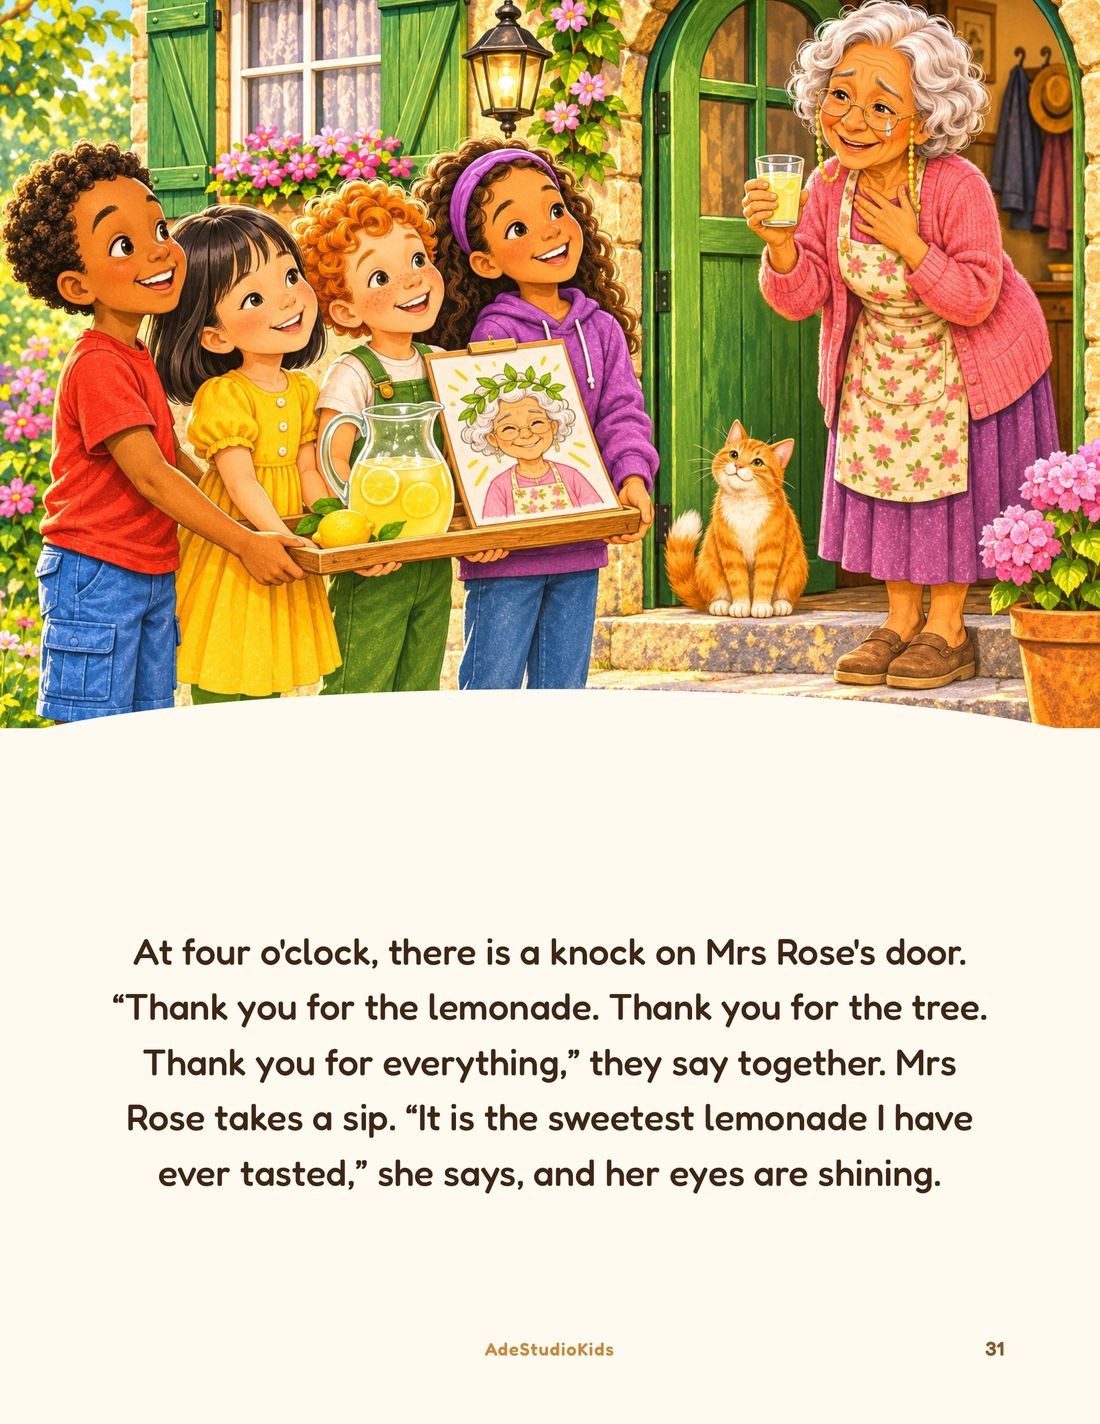 At four o'clock, there is a knock on Mrs Rose's door.
“Thank you for the lemonade. Thank you for the tree.
Thank you for everything,” they say together. Mrs
Rose takes a sip. “It is the sweetest lemonade I have
ever tasted,” she says, and her eyes are shining.
AdeStudioKids
31